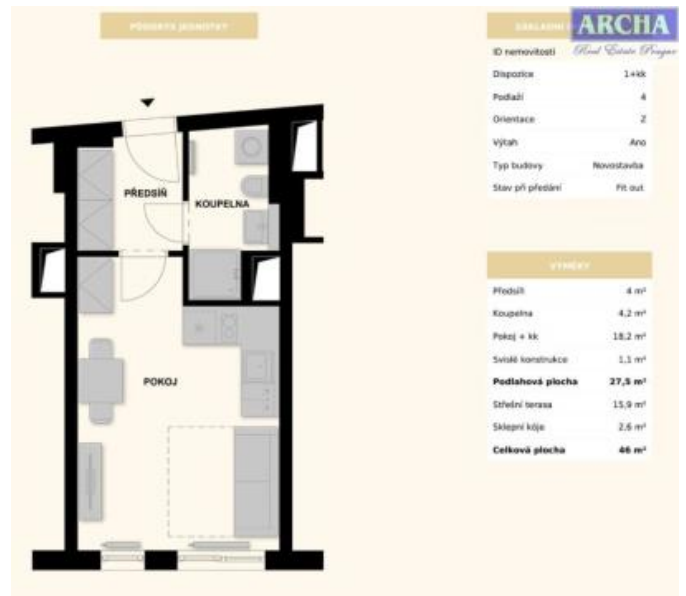 PŮDORYS JEDNOTKY
ZÁKLADNÍ
ARCHA
Real Estate Prague
ID nemovitosti
Dispozice 1+kk
Podlaží 4
Orientace Z
Výtah Ano
Typ budovy Novostavba
Stav při předání Fit out
PŘEDSÍŇ
KOUPELNA
POKOJ
VÝMĚRY
Předsíň 4 m²
Koupelna 4,2 m²
Pokoj + kk 18,2 m²
Svislé konstrukce 1,1 m²
Podlahová plocha 27,5 m²
Střešní terasa 15,9 m²
Sklepní kóje 2,6 m²
Celková plocha 46 m²